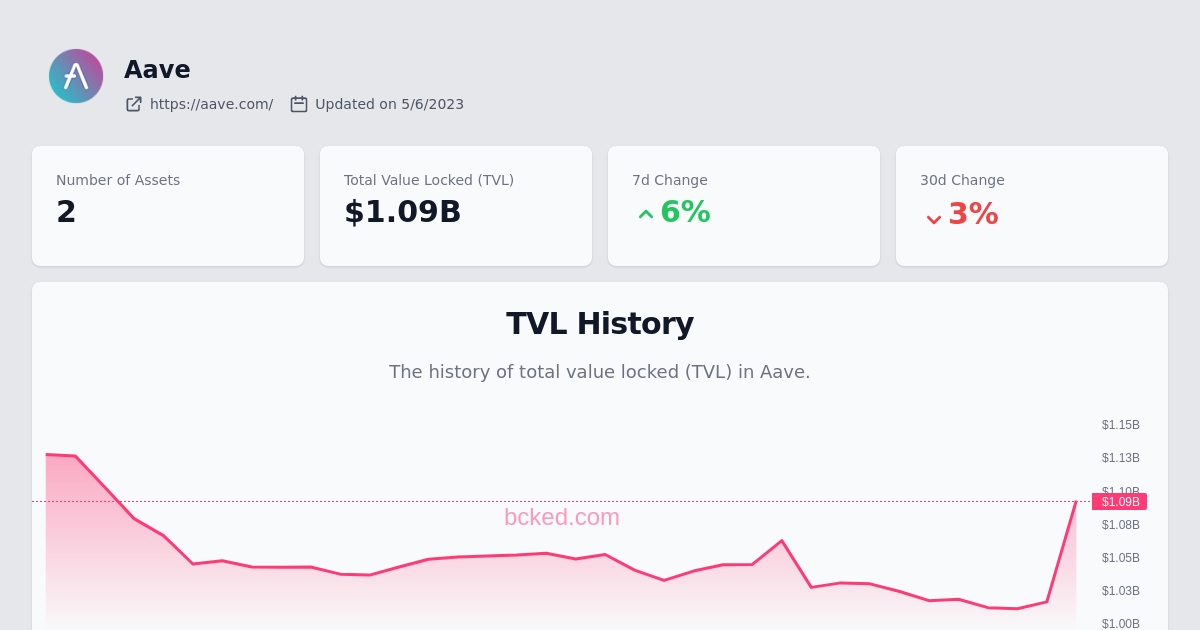 Aave
https://aave.com/ Updated on 5/6/2023
Number of Assets
2
Total Value Locked (TVL)
$1.09B
7d Change
6%
30d Change
3%
TVL History
The history of total value locked (TVL) in Aave.
$1.15B
$1.13B
$1.10B
$1.09B
bcked.com
$1.08B
$1.05B
$1.03B
$1.00B